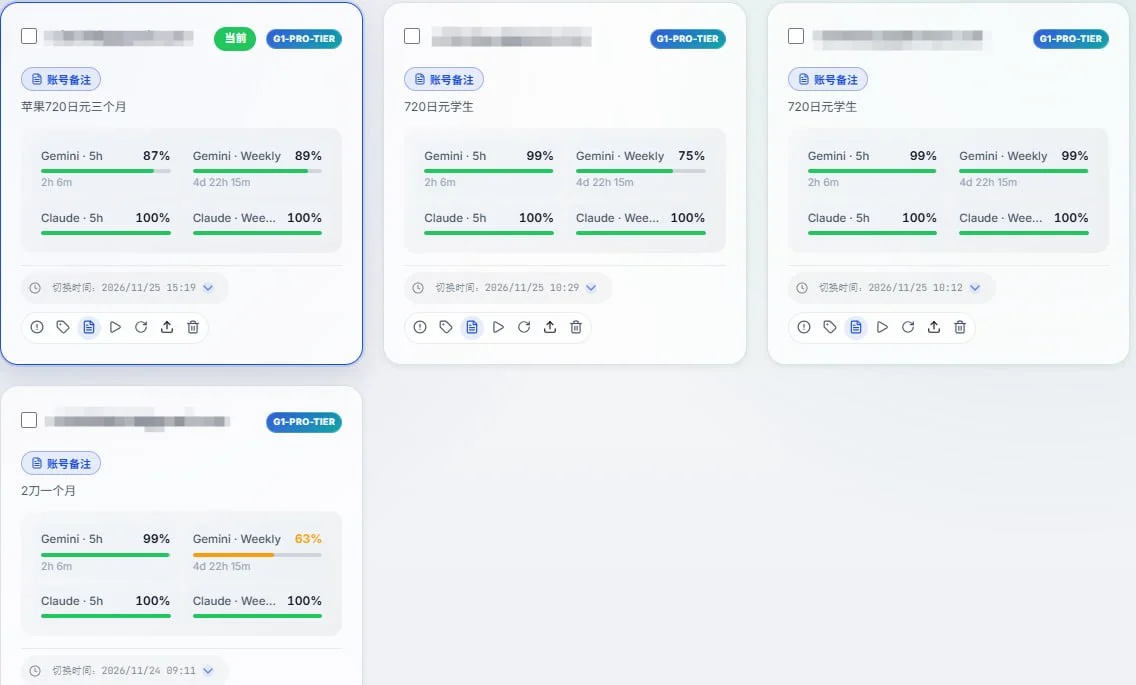 当前 G1-PRO-TIER
账号备注
苹果720日元三个月
Gemini · 5h 87% Gemini · Weekly 89%
2h 6m 4d 22h 15m
Claude · 5h 100% Claude · Wee... 100%
切换时间: 2026/11/25 15:19
G1-PRO-TIER
账号备注
720日元学生
Gemini · 5h 99% Gemini · Weekly 75%
2h 6m 4d 22h 15m
Claude · 5h 100% Claude · Wee... 100%
切换时间: 2026/11/25 10:29
G1-PRO-TIER
账号备注
720日元学生
Gemini · 5h 99% Gemini · Weekly 99%
2h 6m 4d 22h 15m
Claude · 5h 100% Claude · Wee... 100%
切换时间: 2026/11/25 10:12
G1-PRO-TIER
账号备注
2刀一个月
Gemini · 5h 99% Gemini · Weekly 63%
2h 6m 4d 22h 15m
Claude · 5h 100% Claude · Wee... 100%
切换时间: 2026/11/24 09:11